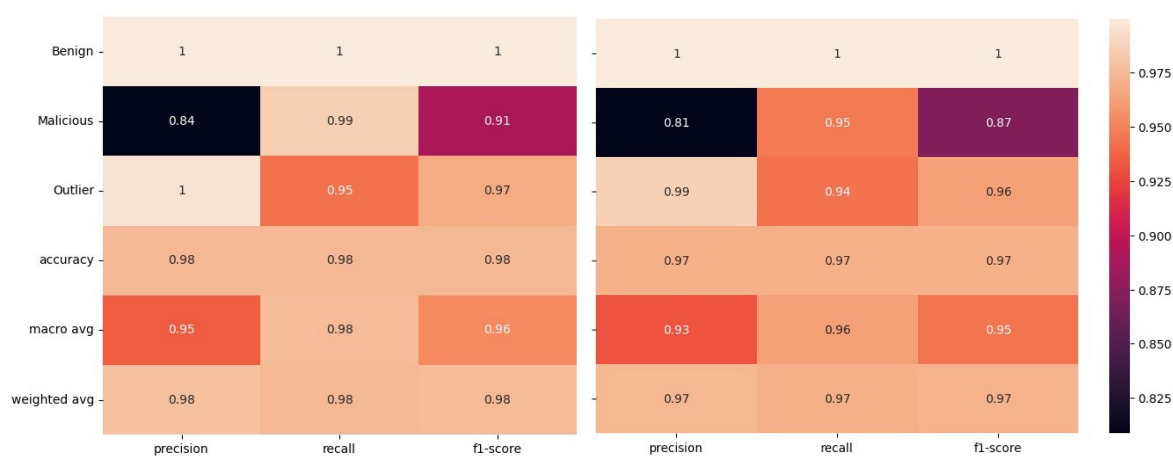 Benign 1 1 1 1 1 1
0.975
Malicious 0.84 0.99 0.91 0.81 0.95 0.87
0.950
Outlier 1 0.95 0.97 0.99 0.94 0.96
0.925
0.900
accuracy 0.98 0.98 0.98 0.97 0.97 0.97
0.875
macro avg 0.95 0.98 0.96 0.93 0.96 0.95
0.850
weighted avg 0.98 0.98 0.98 0.97 0.97 0.97
0.825
precision recall f1-score precision recall f1-score